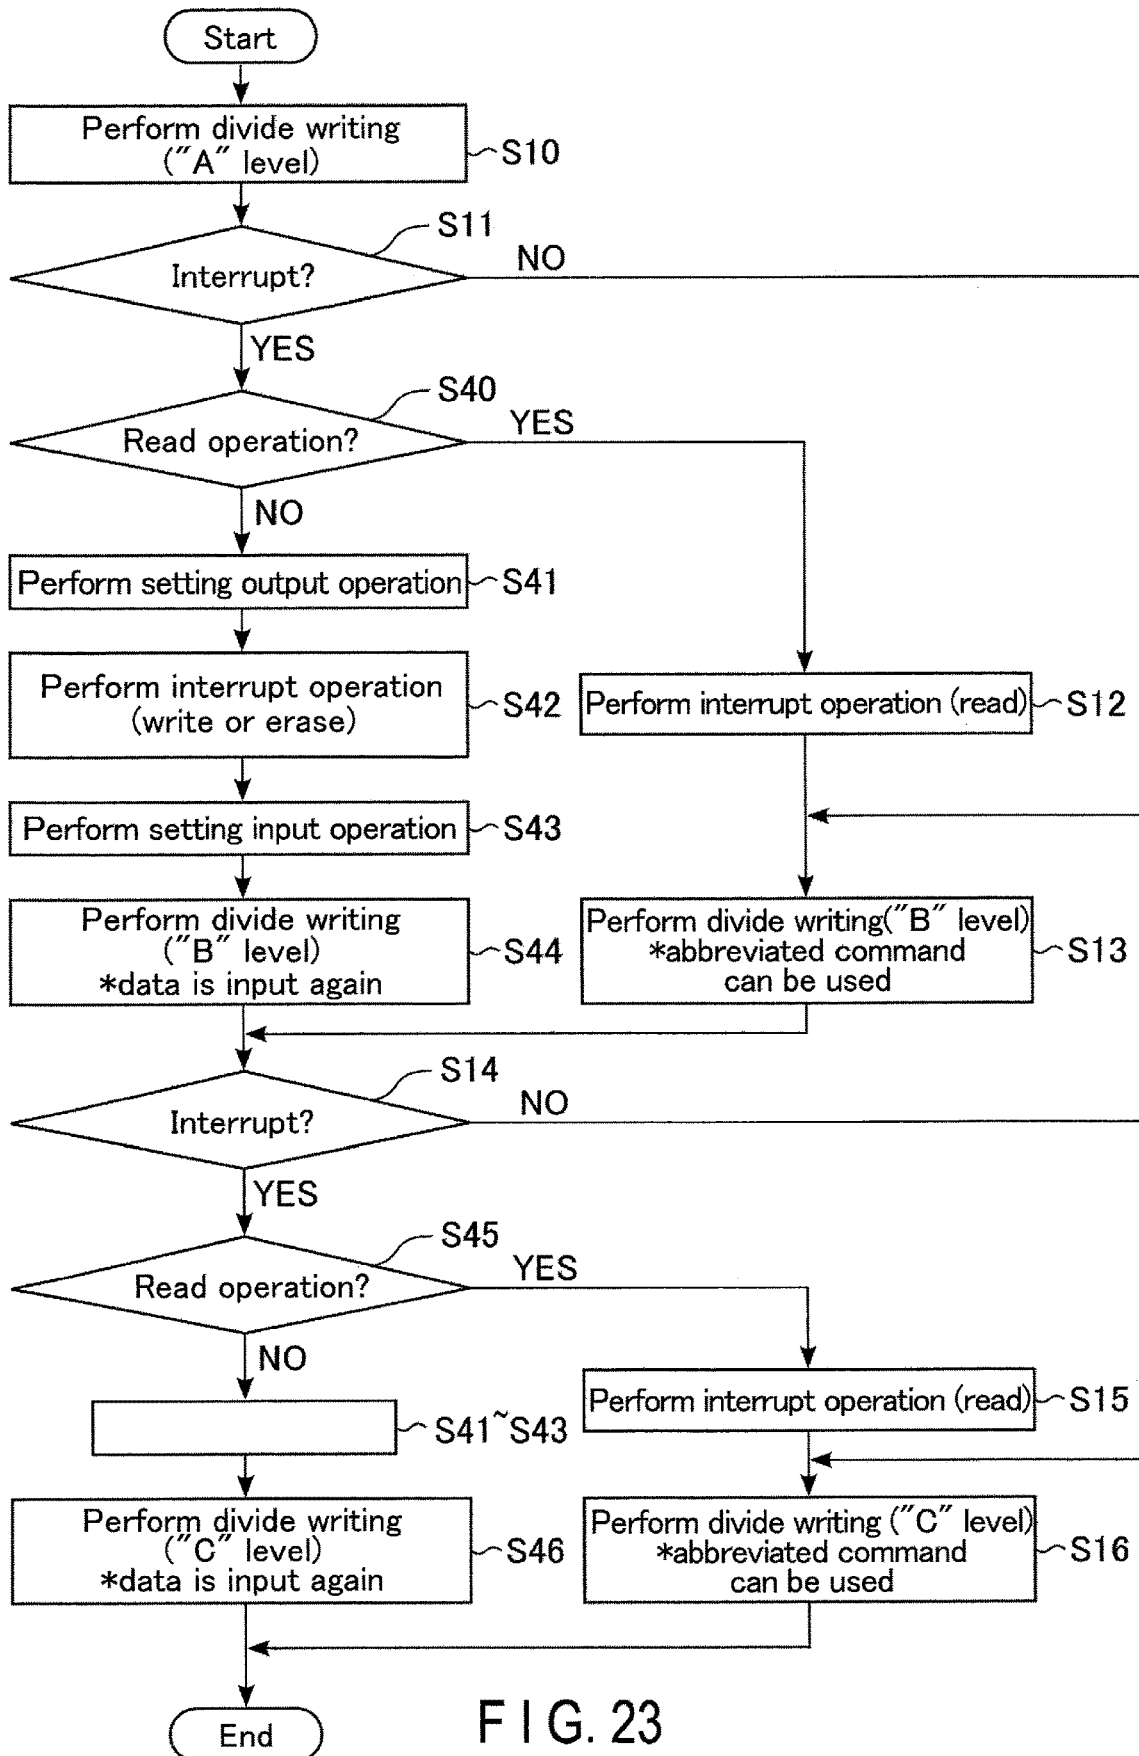 Start
Perform divide writing
("A" level)
S10
S11
Interrupt?
NO
YES
S40
Read operation?
YES
NO
Perform setting output operation
S41
Perform interrupt operation
(write or erase)
S42
Perform interrupt operation (read)
S12
Perform setting input operation
S43
Perform divide writing
("B" level)
*data is input again
S44
Perform divide writing("B" level)
*abbreviated command
can be used
S13
S14
Interrupt?
NO
YES
S45
Read operation?
YES
NO
Perform interrupt operation (read)
S15
S41~S43
Perform divide writing
("C" level)
*data is input again
S46
Perform divide writing ("C" level)
*abbreviated command
can be used
S16
End
FIG. 23